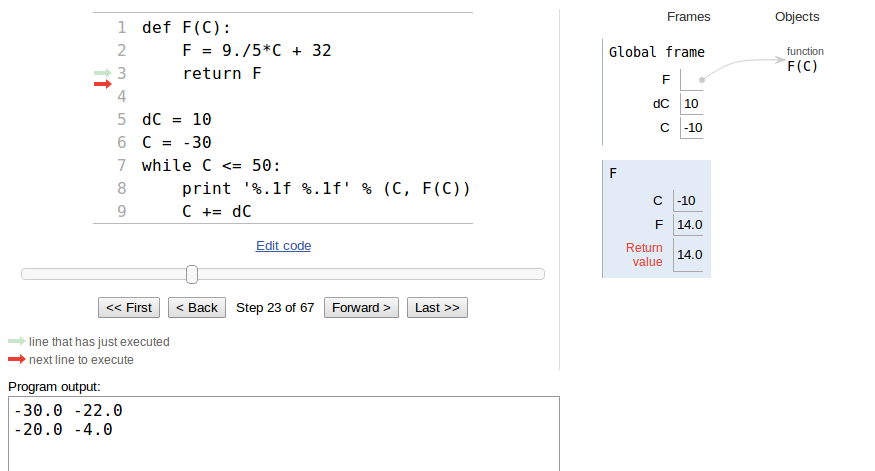 1 def F(C):
2     F = 9./5*C + 32
3     return F
4
5 dC = 10
6 C = -30
7 while C <= 50:
8     print '%.1f %.1f' % (C, F(C))
9     C += dC
Edit code
<< First < Back Step 23 of 67 Forward > Last >>
line that has just executed
next line to execute
Program output:
-30.0 -22.0
-20.0 -4.0
Frames Objects
Global frame
function
F F(C)
dC 10
C -10
F
C -10
F 14.0
Return
value 14.0